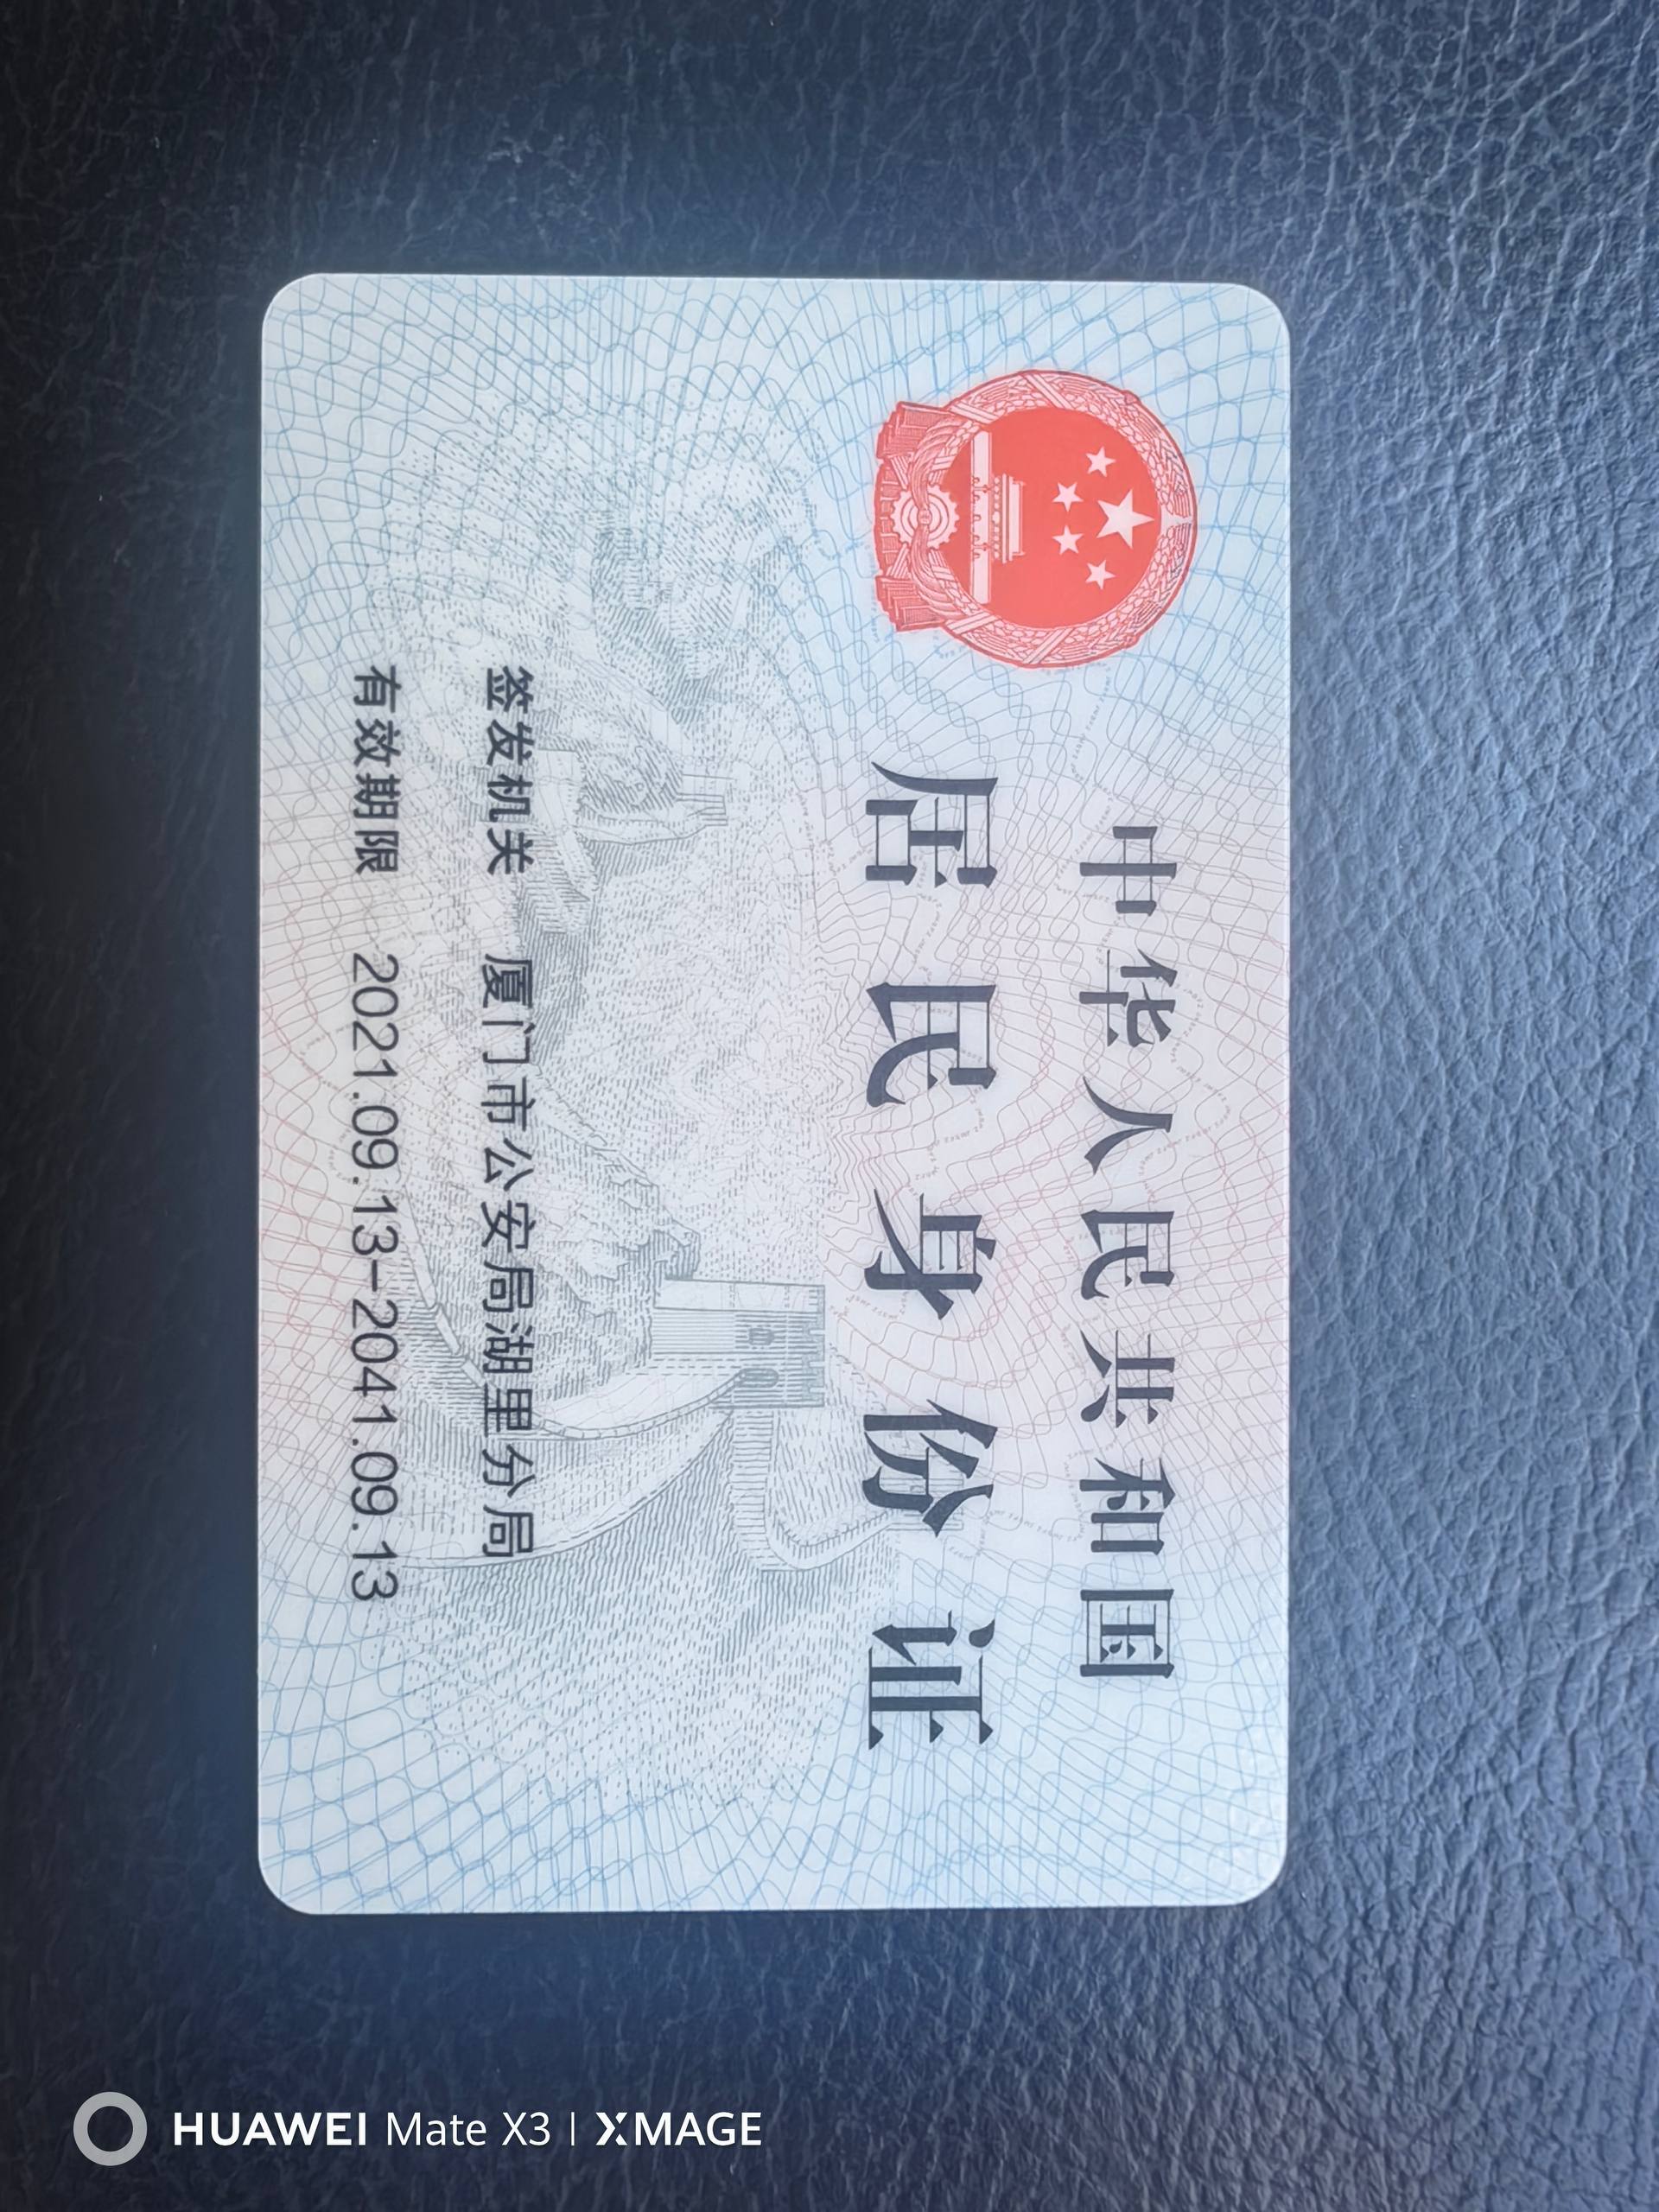 中华人民共和国
居民身份证
签发机关 厦门市公安局湖里分局
有效期限 2021.09.13-2041.09.13
HUAWEI Mate X3 | XMAGE